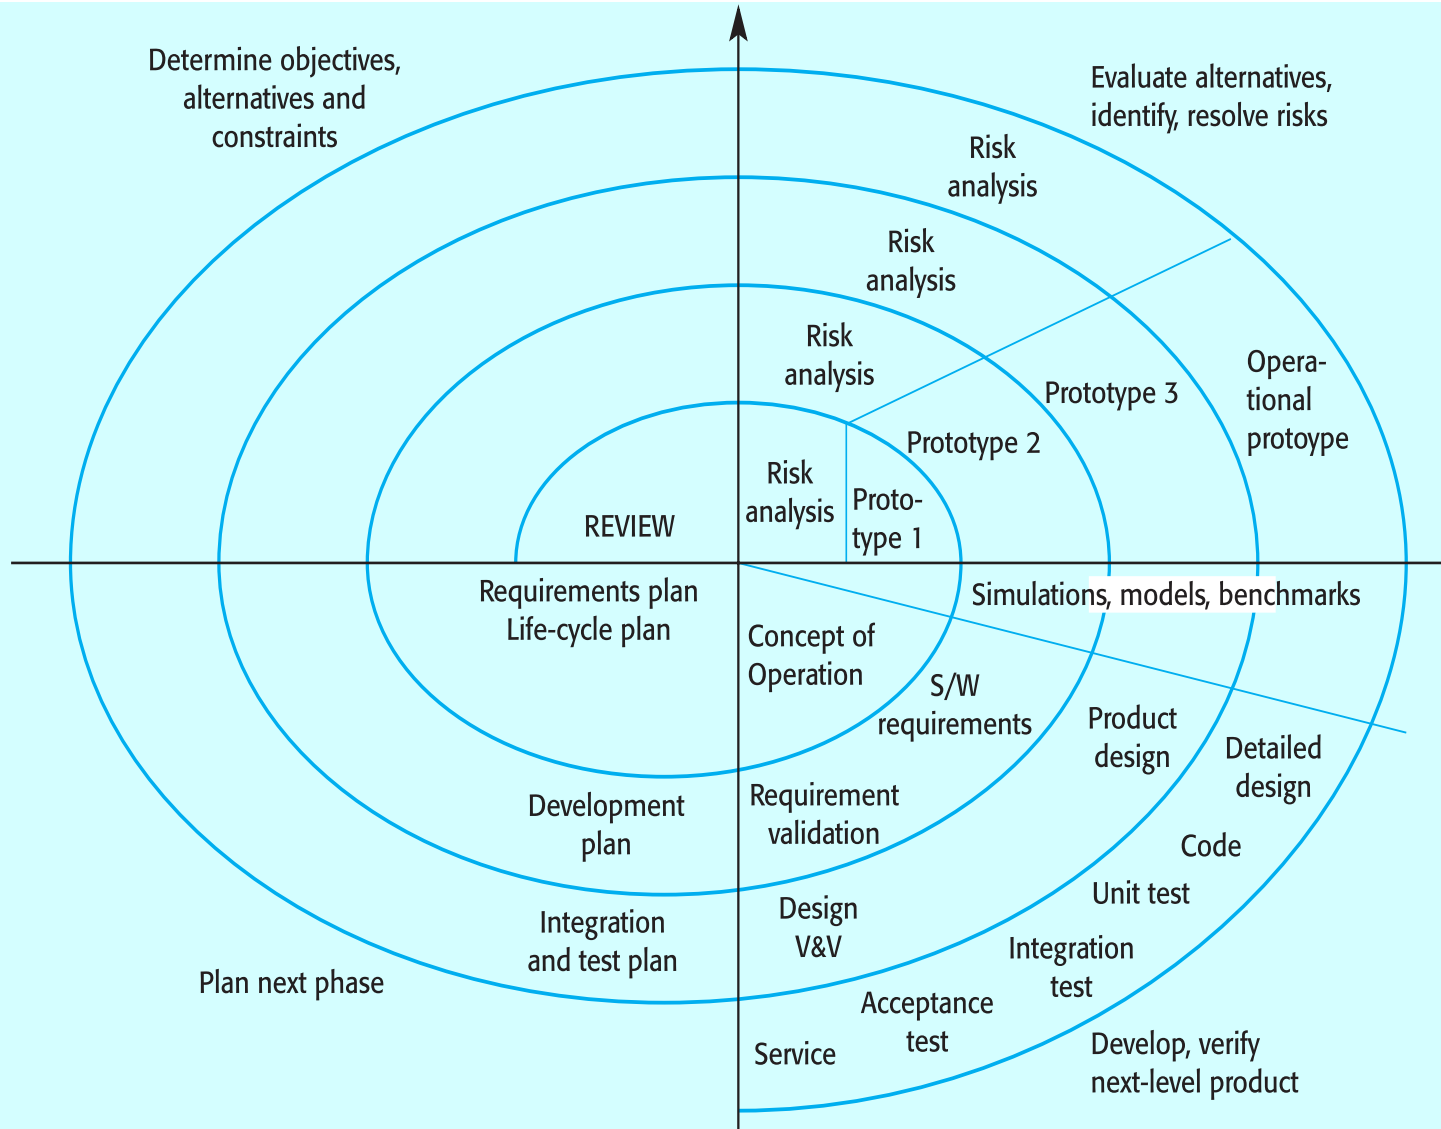 Determine objectives,
alternatives and
constraints
Evaluate alternatives,
identify, resolve risks
Risk
analysis
Risk
analysis
Risk
analysis
Risk
analysis
Proto-
type 1
Prototype 2
Prototype 3
Opera-
tional
protoype
REVIEW
Requirements plan
Life-cycle plan
Simulations, models, benchmarks
Concept of
Operation
S/W
requirements
Product
design
Detailed
design
Development
plan
Requirement
validation
Code
Unit test
Integration
and test plan
Design
V&V
Integration
test
Plan next phase
Acceptance
test
Service
Develop, verify
next-level product